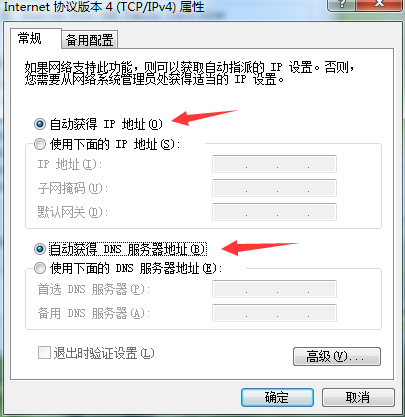 Internet 协议版本 4 (TCP/IPv4) 属性
常规 备用配置
如果网络支持此功能，则可以获取自动指派的 IP 设置。否则，
您需要从网络系统管理员处获得适当的 IP 设置。
自动获得 IP 地址(O)
使用下面的 IP 地址(S):
IP 地址(I):
子网掩码(U):
默认网关(D):
自动获得 DNS 服务器地址(B)
使用下面的 DNS 服务器地址(E):
首选 DNS 服务器(P):
备用 DNS 服务器(A):
退出时验证设置(L)
高级(V)...
确定 取消